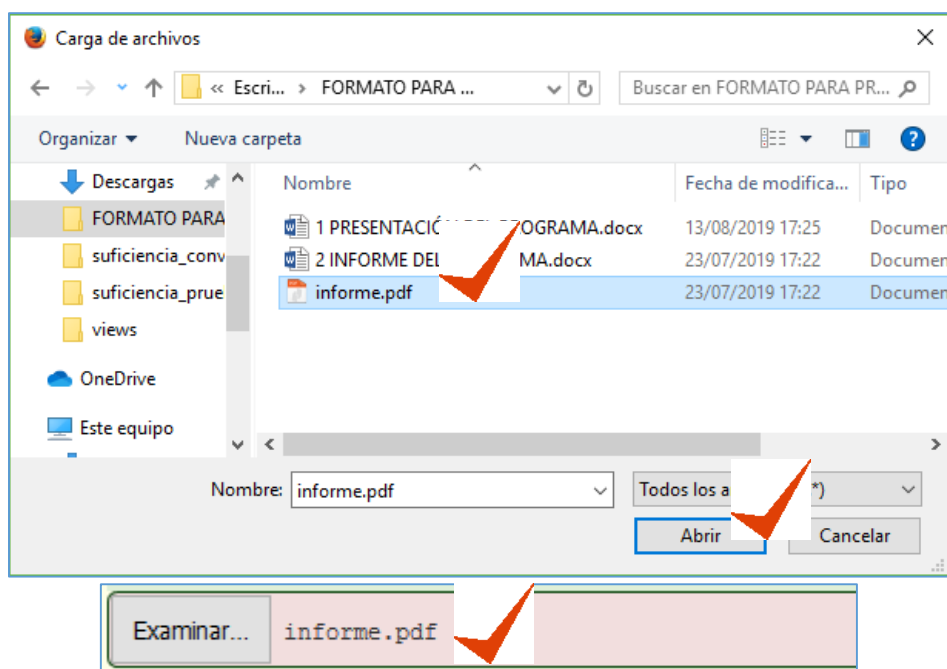 Carga de archivos
« Escri... › FORMATO PARA ...
Buscar en FORMATO PARA PR...
Organizar
Nueva carpeta
Descargas
FORMATO PARA
suficiencia_conv
suficiencia_prue
views
OneDrive
Este equipo
Nombre
Fecha de modifica...
Tipo
1 PRESENTACIÓ OGRAMA.docx
13/08/2019 17:25
Documen
2 INFORME DEL MA.docx
23/07/2019 17:22
Documen
informe.pdf
23/07/2019 17:22
Documen
Nombre:
informe.pdf
Todos los a *)
Abrir
Cancelar
Examinar...
informe.pdf